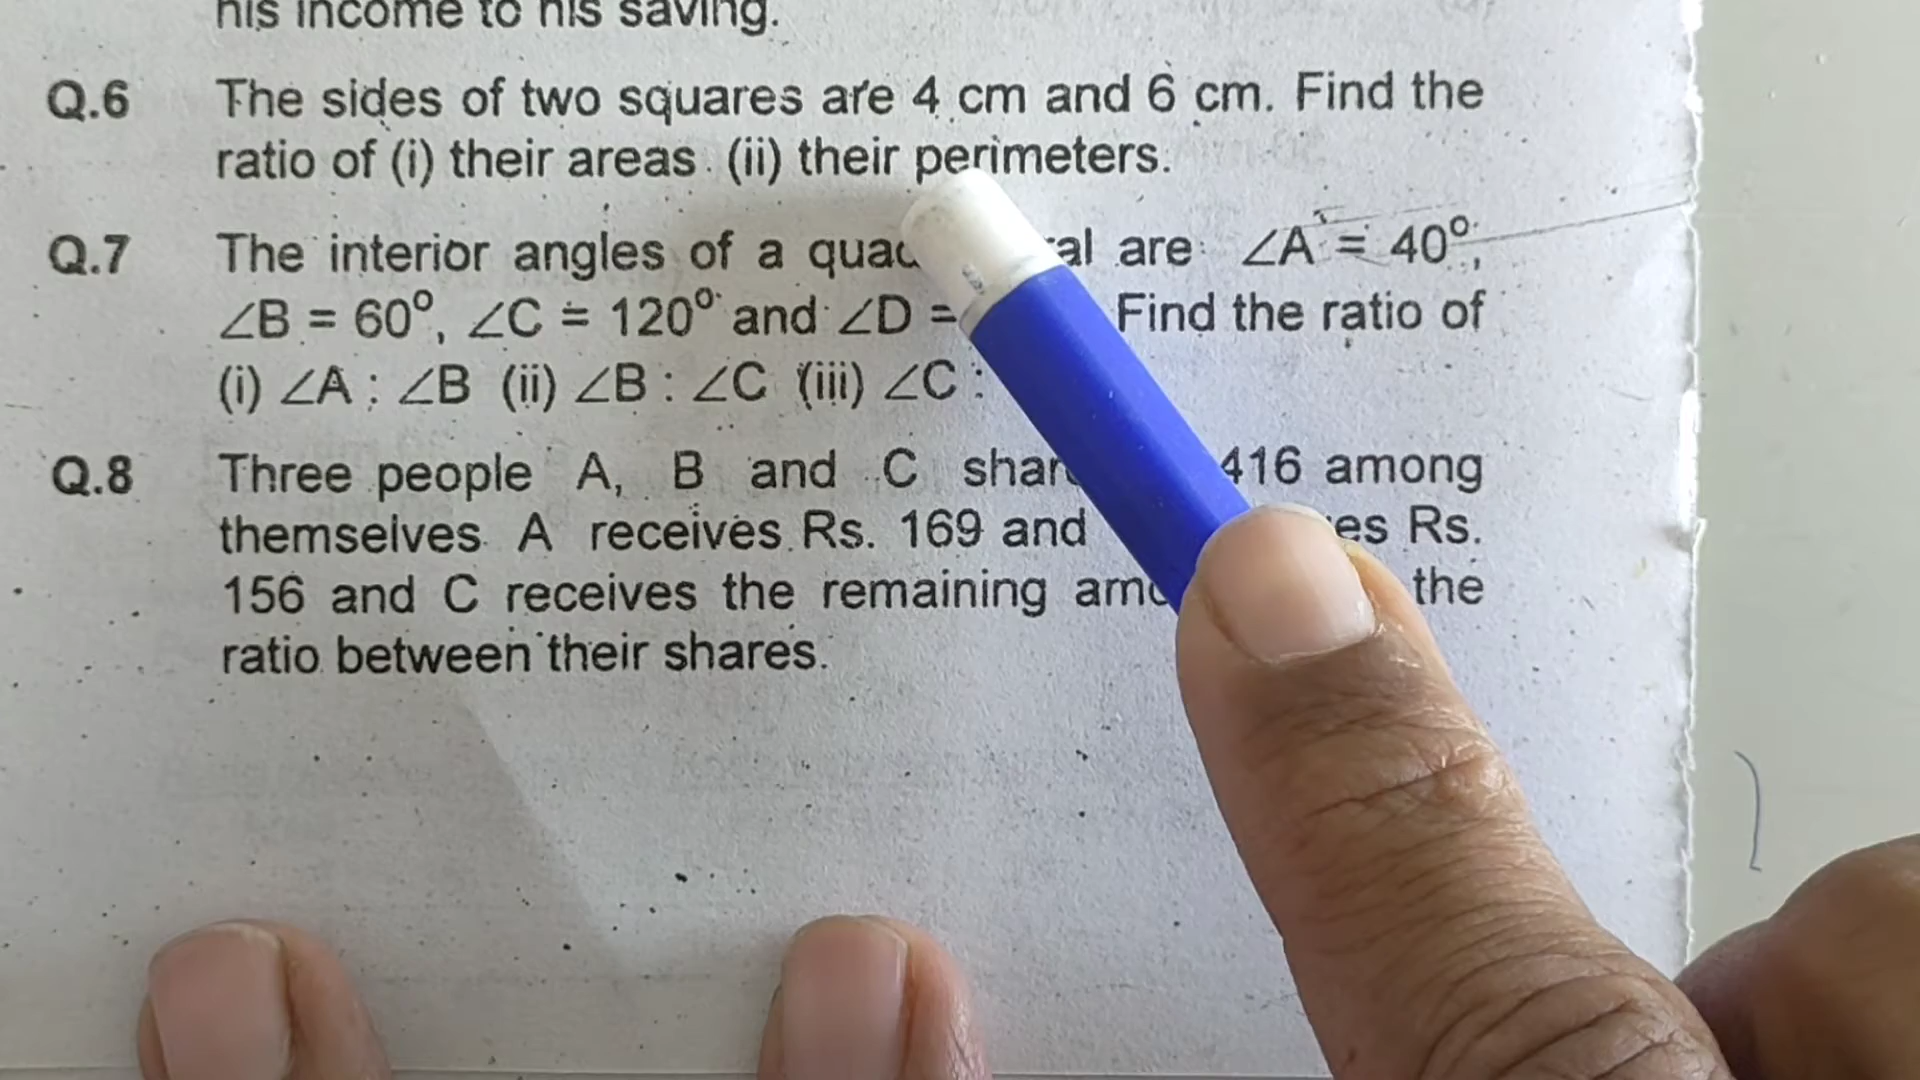 his income to his saving.
Q.6 The sides of two squares are 4 cm and 6 cm. Find the
ratio of (i) their areas (ii) their perimeters.
Q.7 The interior angles of a are ∠A = 40°,
∠B = 60°, ∠C = 120° and ∠D = Find the ratio of
(i) ∠A : ∠B (ii) ∠B : ∠C (iii) ∠C :
Q.8 Three people A, B and C 416 among
themselves A receives Rs. 169 and Rs.
156 and C receives the remaining the
ratio between their shares.